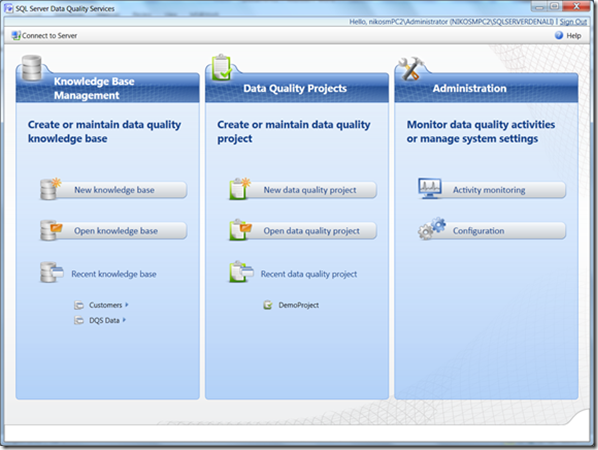 SQL Server Data Quality Services
Hello, nikosmPC2\Administrator (NIKOSMPC2\SQLSERVERDENALI) | Sign Out
Connect to Server
Help
Knowledge Base
Management
Create or maintain data quality
knowledge base
New knowledge base
Open knowledge base
Recent knowledge base
Customers
DQS Data
Data Quality Projects
Create or maintain data quality
project
New data quality project
Open data quality project
Recent data quality project
DemoProject
Administration
Monitor data quality activities
or manage system settings
Activity monitoring
Configuration